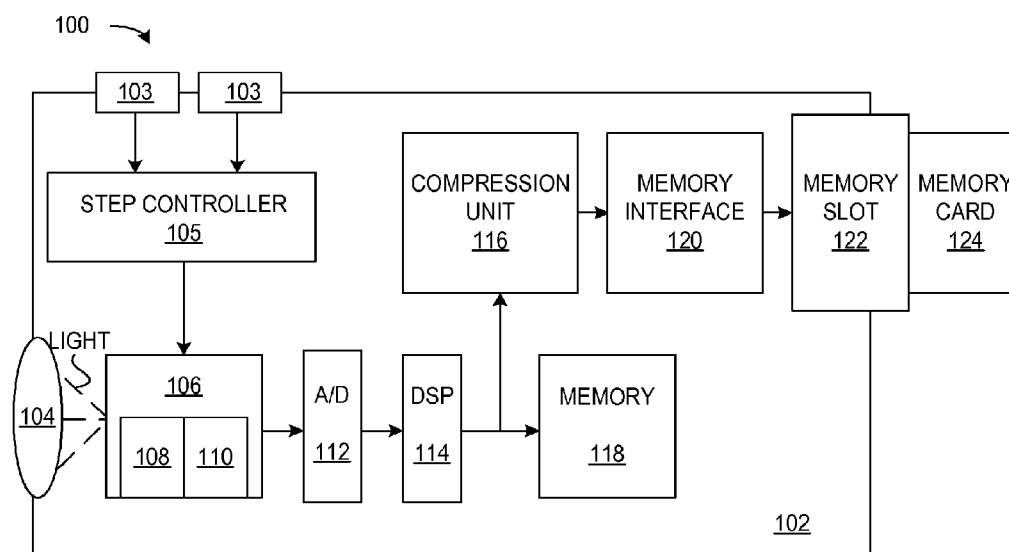 100
103
103
STEP CONTROLLER
105
COMPRESSION
UNIT
116
MEMORY
INTERFACE
120
MEMORY
SLOT
122
MEMORY
CARD
124
LIGHT
104
106
108
110
A/D
112
DSP
114
MEMORY
118
102